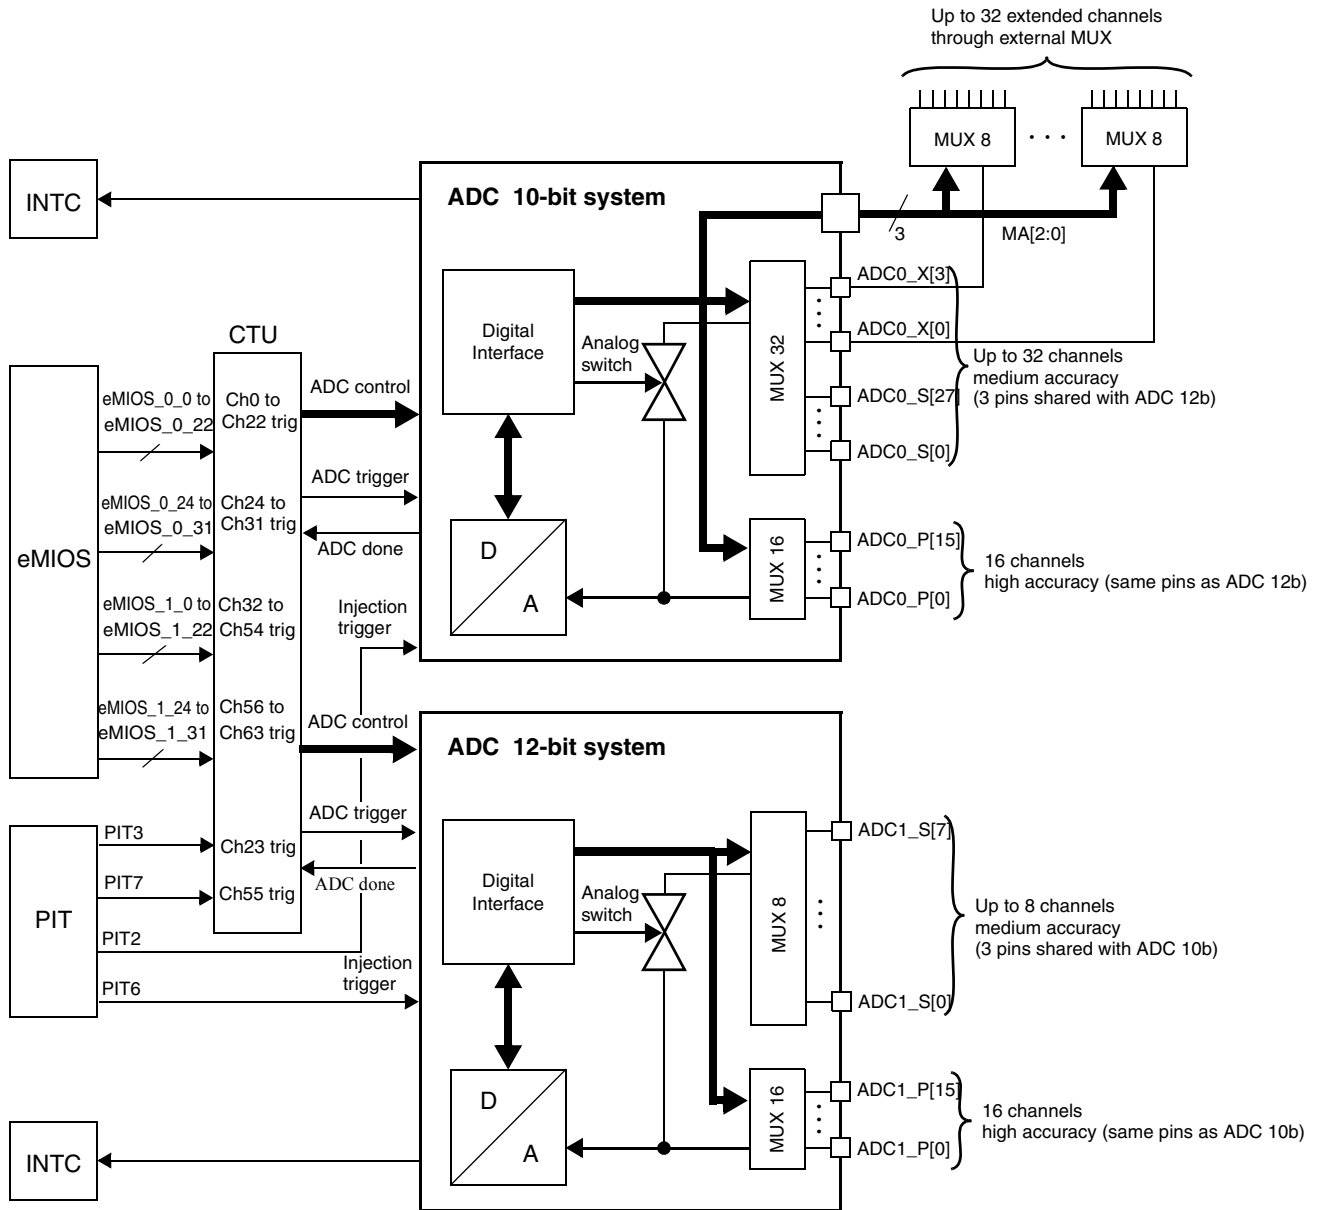 Up to 32 extended channels
through external MUX
MUX 8
. . .
MUX 8
INTC
ADC 10-bit system
3
MA[2:0]
Digital
Interface
Analog
switch
MUX 32
ADC0_X[3]
ADC0_X[0]
ADC0_S[27]
ADC0_S[0]
Up to 32 channels
medium accuracy
(3 pins shared with ADC 12b)
D
A
MUX 16
ADC0_P[15]
ADC0_P[0]
16 channels
high accuracy (same pins as ADC 12b)
CTU
eMIOS
eMIOS_0_0 to
eMIOS_0_22
Ch0 to
Ch22 trig
ADC control
eMIOS_0_24 to
eMIOS_0_31
Ch24 to
Ch31 trig
ADC trigger
ADC done
eMIOS_1_0 to
eMIOS_1_22
Ch32 to
Ch54 trig
Injection
trigger
eMIOS_1_24 to
eMIOS_1_31
Ch56 to
Ch63 trig
ADC control
PIT
PIT3
Ch23 trig
ADC trigger
PIT7
Ch55 trig
ADC done
PIT2
PIT6
Injection
trigger
ADC 12-bit system
Digital
Interface
Analog
switch
MUX 8
ADC1_S[7]
ADC1_S[0]
Up to 8 channels
medium accuracy
(3 pins shared with ADC 10b)
D
A
MUX 16
ADC1_P[15]
ADC1_P[0]
16 channels
high accuracy (same pins as ADC 10b)
INTC